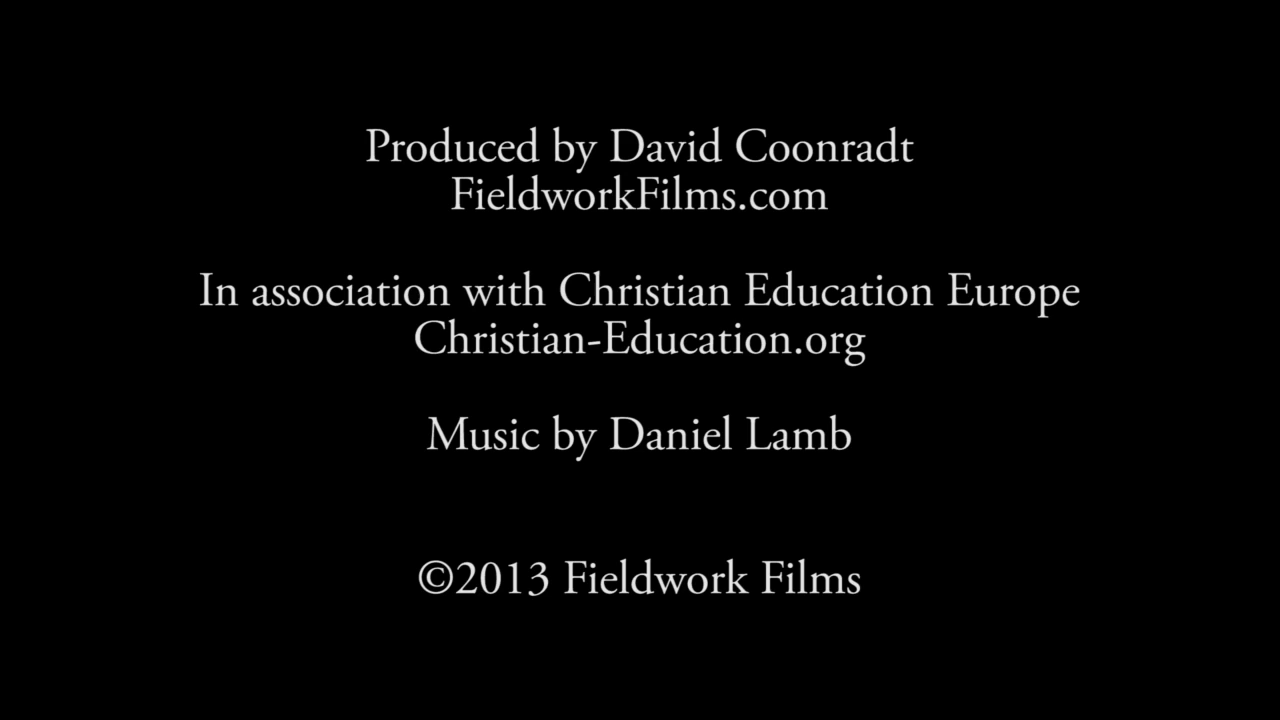 Produced by David Coonradt
FieldworkFilms.com
In association with Christian Education Europe
Christian-Education.org
Music by Daniel Lamb
©2013 Fieldwork Films